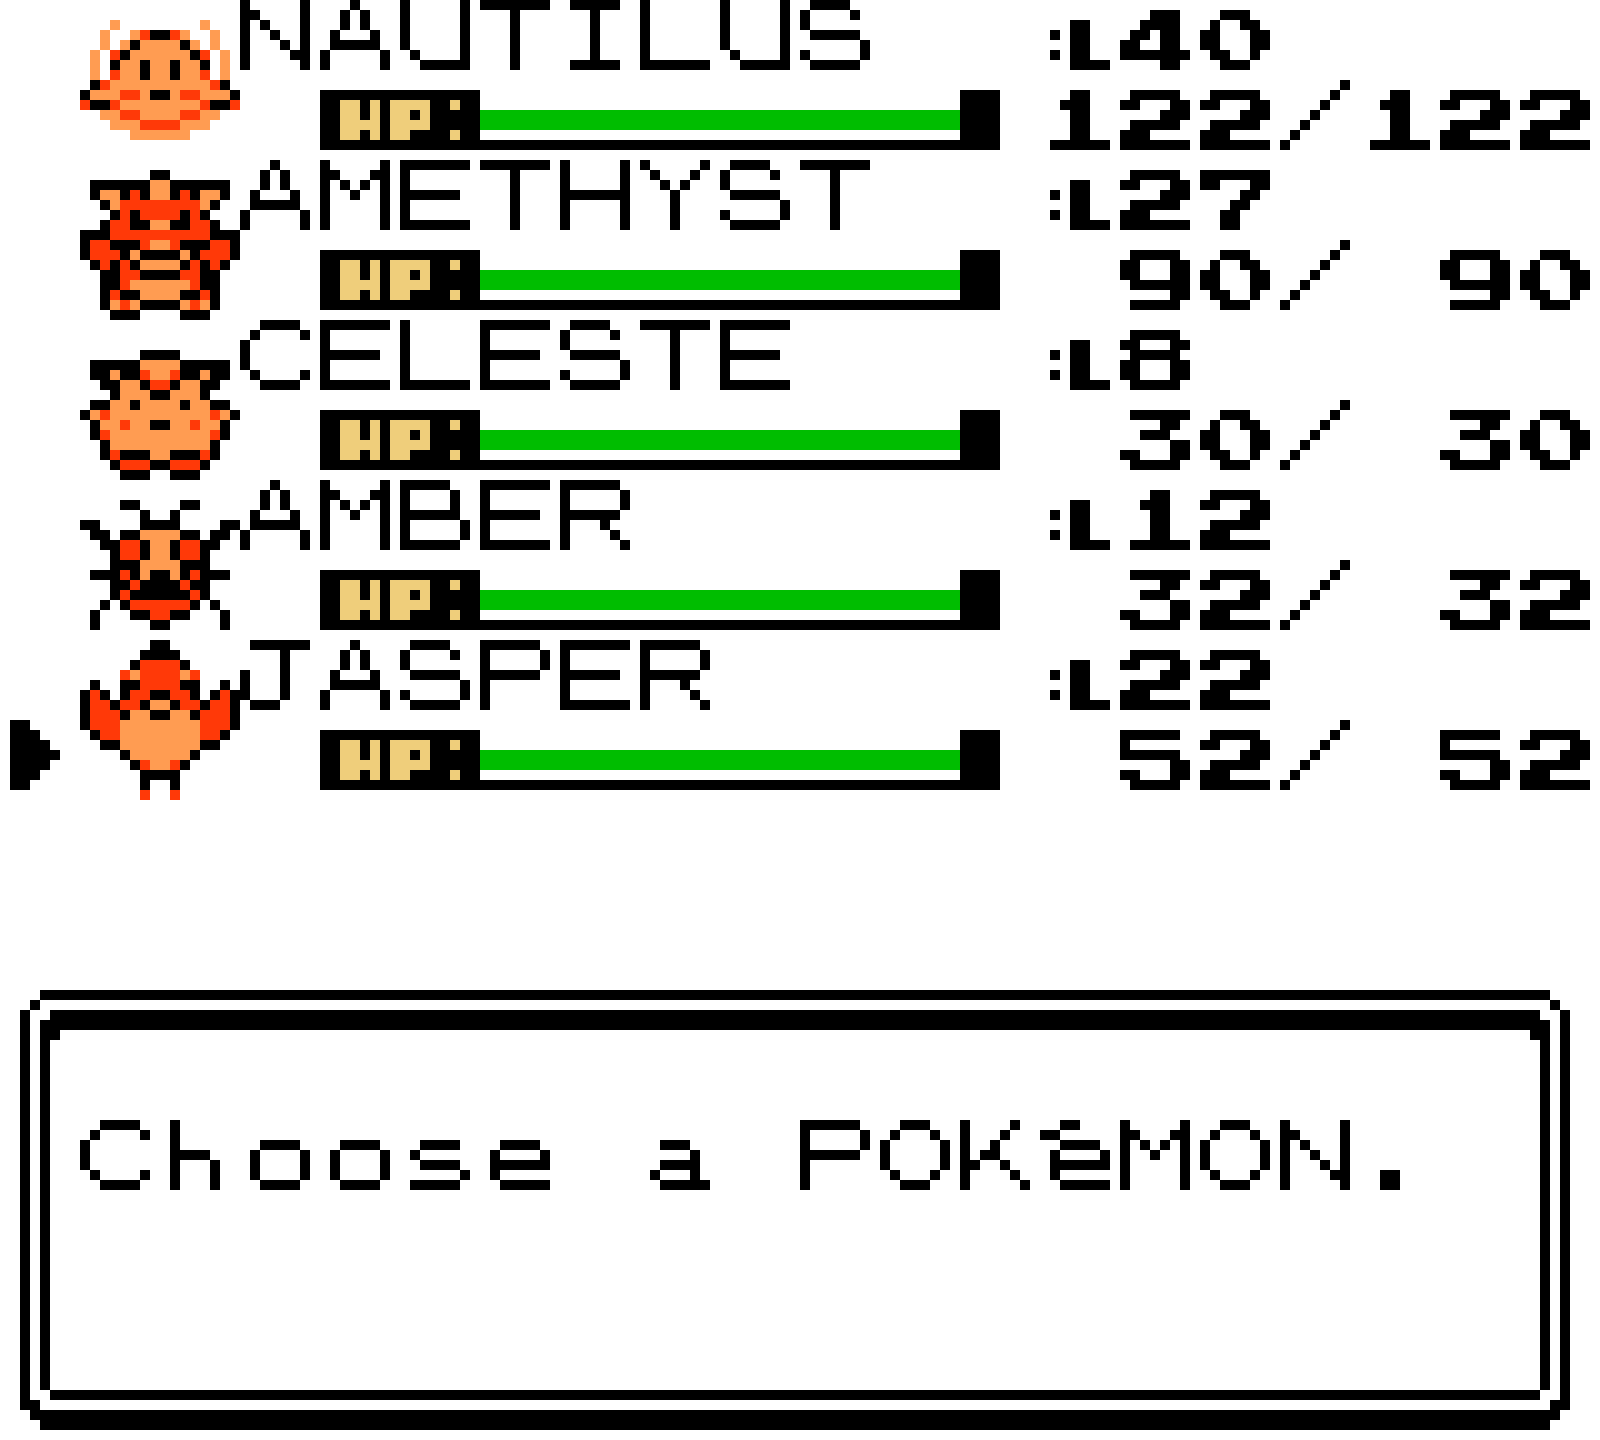 NAUTILUS :L40
HP: 122/122
AMETHYST :L27
HP: 90/ 90
CELESTE :L8
HP: 30/ 30
AMBER :L12
HP: 32/ 32
JASPER :L22
HP: 52/ 52
Choose a POKéMON.